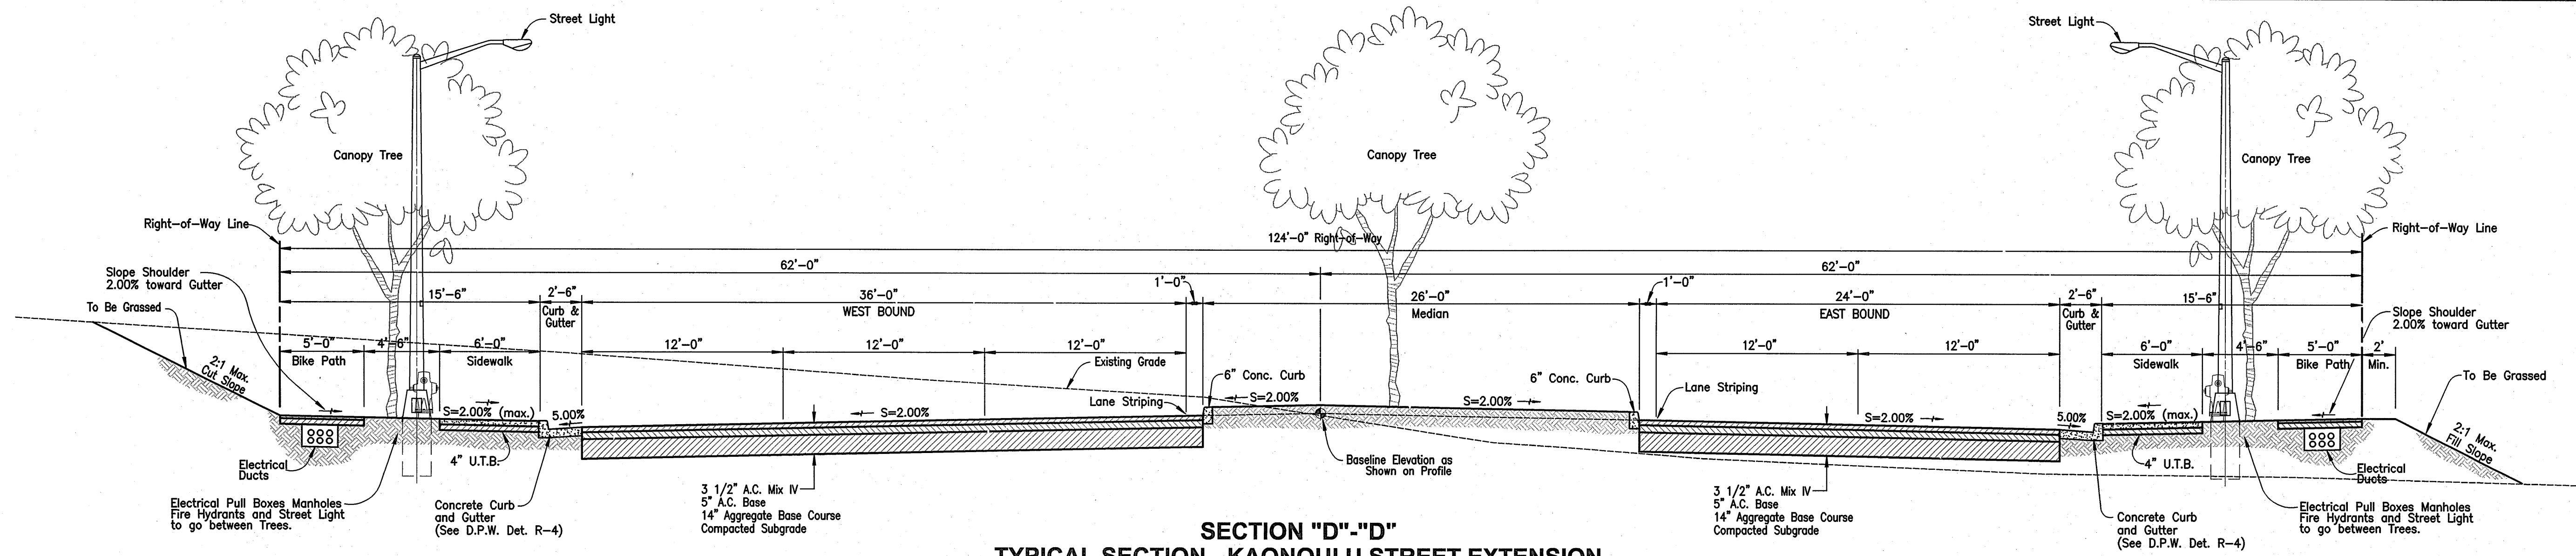 Street Light
Street Light
Canopy Tree
Canopy Tree
Canopy Tree
Right-of-Way Line
124'-0" Right-of-Way
Right-of-Way Line
62'-0"
62'-0"
Slope Shoulder
2.00% toward Gutter
To Be Grassed
15'-6"
2'-6"
Curb &
Gutter
36'-0"
WEST BOUND
1'-0"
26'-0"
Median
1'-0"
24'-0"
EAST BOUND
2'-6"
Curb &
Gutter
15'-6"
Slope Shoulder
2.00% toward Gutter
2:1 Max.
Cut Slope
5'-0"
Bike Path
4'-6"
6'-0"
Sidewalk
12'-0"
12'-0"
12'-0"
Existing Grade
12'-0"
12'-0"
6'-0"
Sidewalk
4'-6"
5'-0"
Bike Path
2'
Min.
To Be Grassed
6" Conc. Curb
6" Conc. Curb
Lane Striping
Lane Striping
S=2.00% (max.)
5.00%
S=2.00%
S=2.00%
S=2.00%
S=2.00%
5.00%
S=2.00% (max.)
2:1 Max.
Fill Slope
Electrical
Ducts
4" U.T.B.
Baseline Elevation as
Shown on Profile
4" U.T.B.
Electrical
Ducts
Electrical Pull Boxes Manholes
Fire Hydrants and Street Light
to go between Trees.
Concrete Curb
and Gutter
(See D.P.W. Det. R-4)
3 1/2" A.C. Mix IV
5" A.C. Base
14" Aggregate Base Course
Compacted Subgrade
3 1/2" A.C. Mix IV
5" A.C. Base
14" Aggregate Base Course
Compacted Subgrade
Concrete Curb
and Gutter
(See D.P.W. Det. R-4)
Electrical Pull Boxes Manholes
Fire Hydrants and Street Light
to go between Trees.
SECTION "D"-"D"
TYPICAL SECTION - KAONOULU STREET EXTENSION